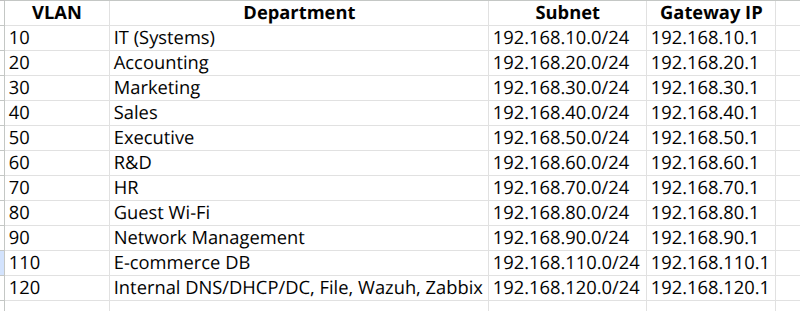 VLAN Department Subnet Gateway IP
10 IT (Systems) 192.168.10.0/24 192.168.10.1
20 Accounting 192.168.20.0/24 192.168.20.1
30 Marketing 192.168.30.0/24 192.168.30.1
40 Sales 192.168.40.0/24 192.168.40.1
50 Executive 192.168.50.0/24 192.168.50.1
60 R&D 192.168.60.0/24 192.168.60.1
70 HR 192.168.70.0/24 192.168.70.1
80 Guest Wi-Fi 192.168.80.0/24 192.168.80.1
90 Network Management 192.168.90.0/24 192.168.90.1
110 E-commerce DB 192.168.110.0/24 192.168.110.1
120 Internal DNS/DHCP/DC, File, Wazuh, Zabbix 192.168.120.0/24 192.168.120.1